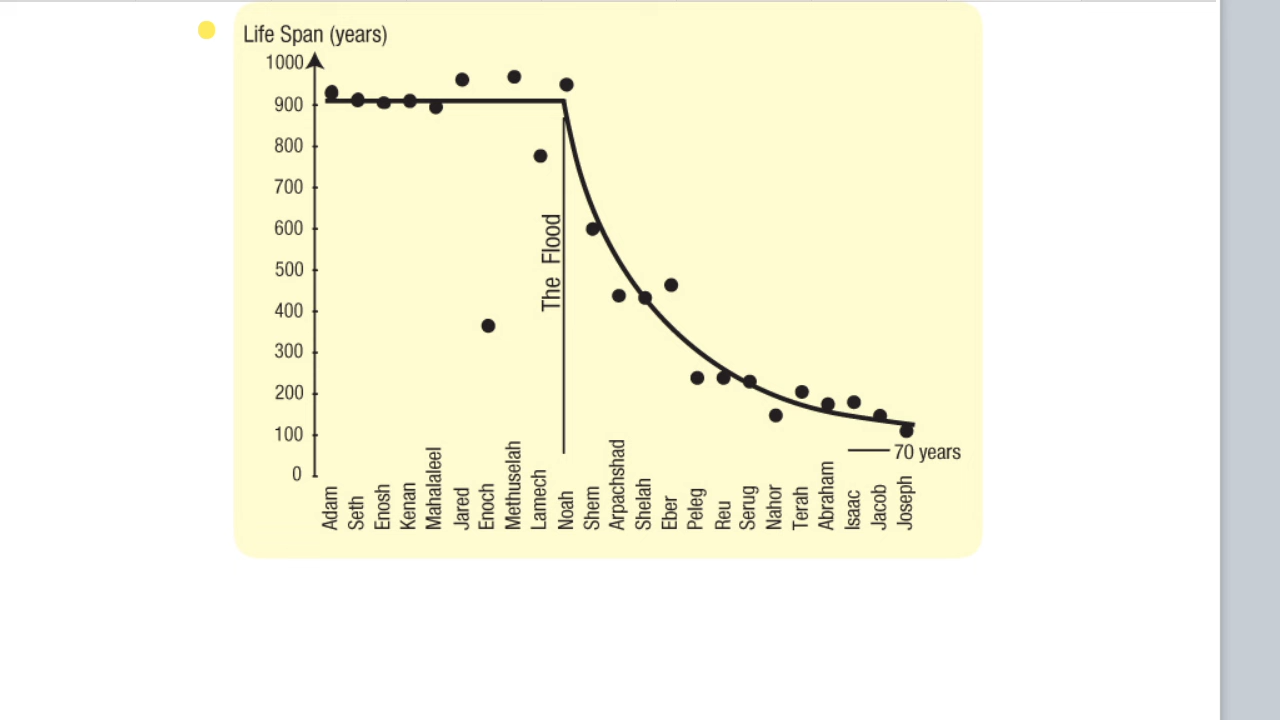 Life Span (years)
1000
900
800
700
600
500
400
300
200
100
0
The Flood
70 years
Adam
Seth
Enosh
Kenan
Mahalaleel
Jared
Enoch
Methuselah
Lamech
Noah
Shem
Arpachshad
Shelah
Eber
Peleg
Reu
Serug
Nahor
Terah
Abraham
Isaac
Jacob
Joseph